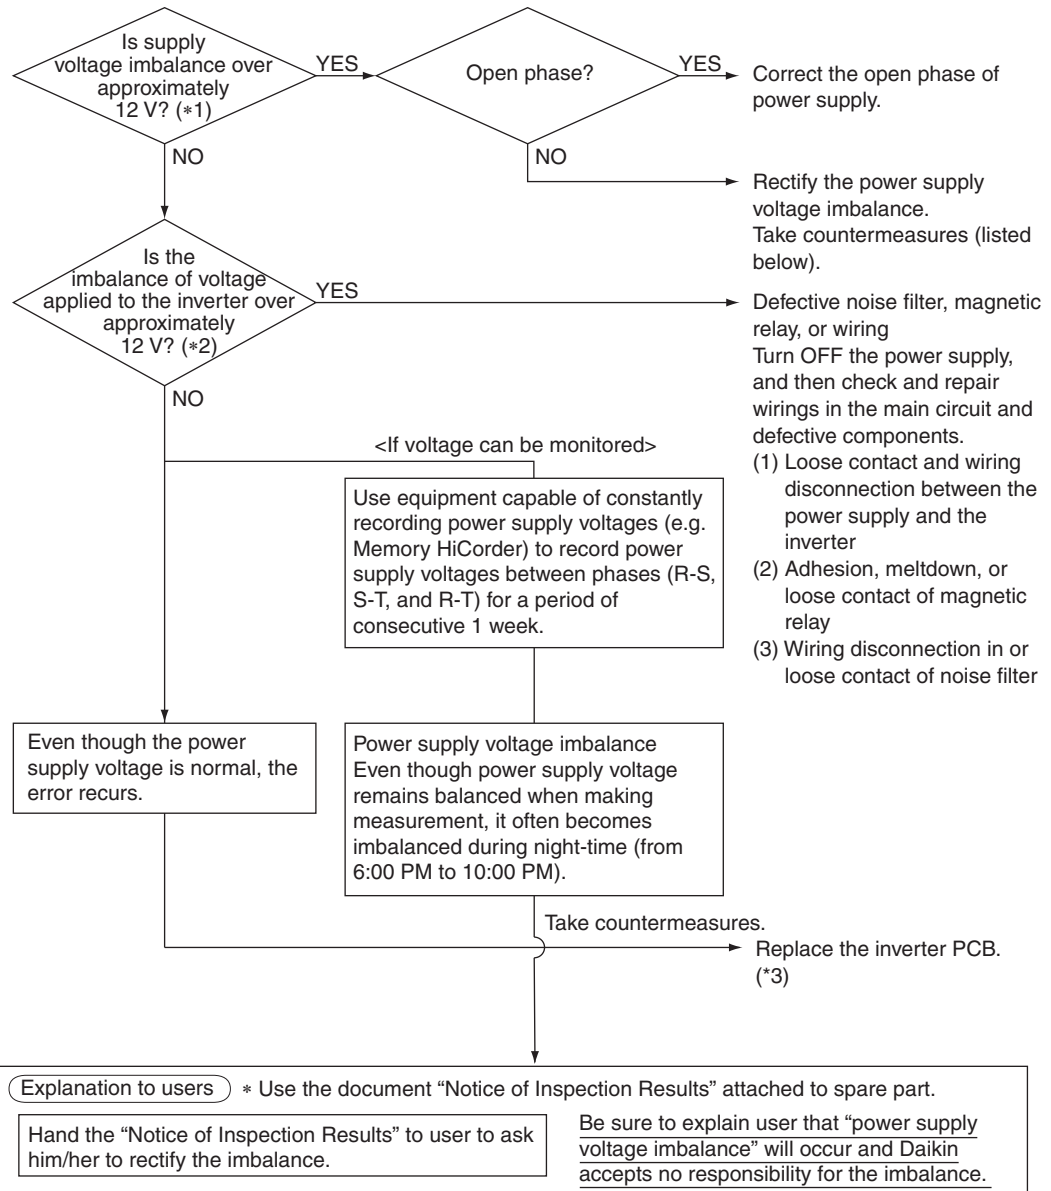 Is supply
voltage imbalance over
approximately
12 V? (∗1)
YES
Open phase?
YES
Correct the open phase of
power supply.
NO
NO
Rectify the power supply
voltage imbalance.
Take countermeasures (listed
below).
Is the
imbalance of voltage
applied to the inverter over
approximately
12 V? (∗2)
YES
Defective noise filter, magnetic
relay, or wiring
Turn OFF the power supply,
and then check and repair
wirings in the main circuit and
defective components.
(1) Loose contact and wiring
disconnection between the
power supply and the
inverter
(2) Adhesion, meltdown, or
loose contact of magnetic
relay
(3) Wiring disconnection in or
loose contact of noise filter
NO
<If voltage can be monitored>
Use equipment capable of constantly
recording power supply voltages (e.g.
Memory HiCorder) to record power
supply voltages between phases (R-S,
S-T, and R-T) for a period of
consecutive 1 week.
Even though the power
supply voltage is normal, the
error recurs.
Power supply voltage imbalance
Even though power supply voltage
remains balanced when making
measurement, it often becomes
imbalanced during night-time (from
6:00 PM to 10:00 PM).
Take countermeasures.
Replace the inverter PCB.
(*3)
Explanation to users ∗ Use the document “Notice of Inspection Results” attached to spare part.
Hand the “Notice of Inspection Results” to user to ask
him/her to rectify the imbalance.
Be sure to explain user that “power supply
voltage imbalance” will occur and Daikin
accepts no responsibility for the imbalance.